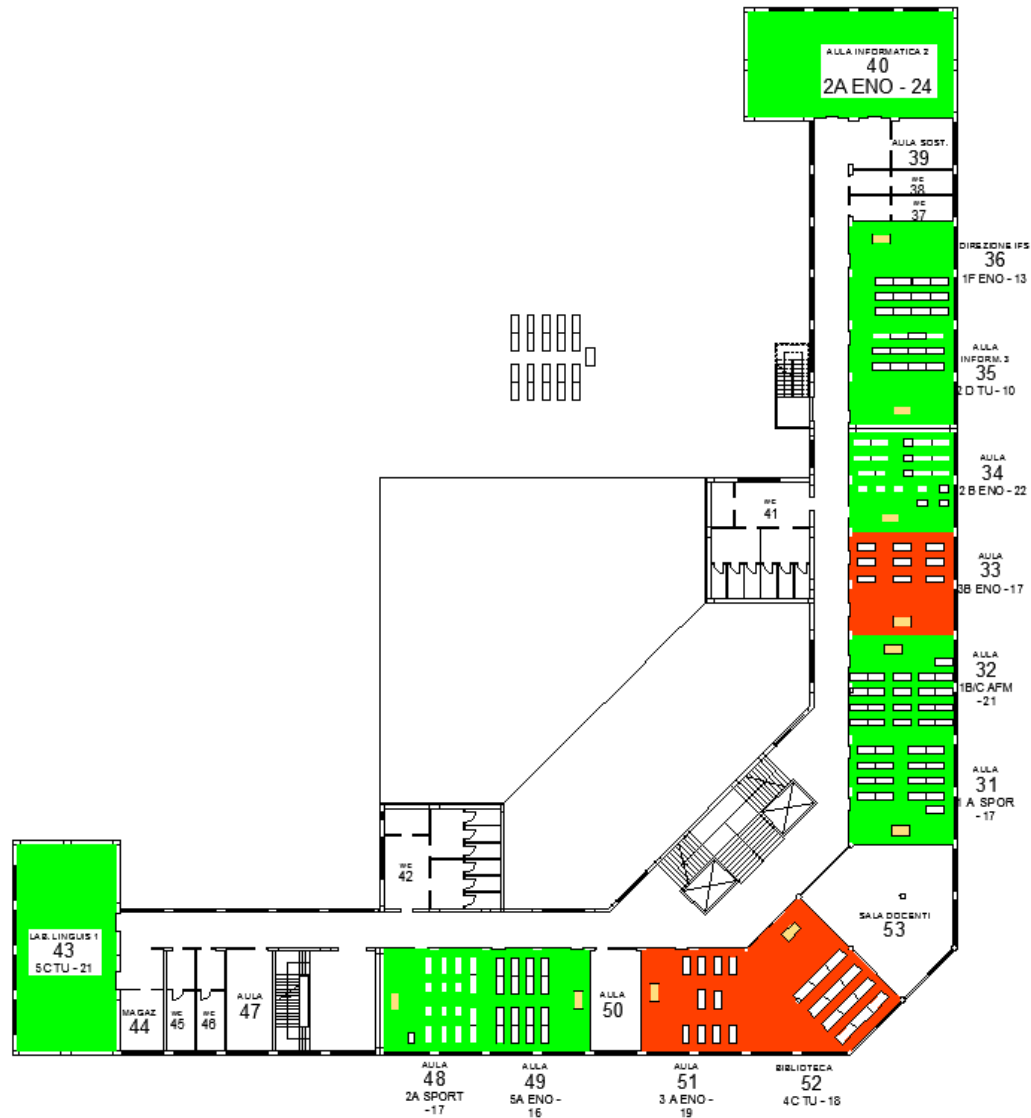 AULA INFORMATICA 2
40
2A ENO - 24
AULA SOST.
39
WC
38
WC
37
DIREZIONE IFS
36
1F ENO - 13
AULA
INFORM. 3
35
2 D TU - 10
AULA
34
2 B ENO - 22
WC
41
AULA
33
3B ENO - 17
AULA
32
1B/C AFM
-21
AULA
31
1 A SPOR
-17
WC
42
SALA DOCENTI
53
LAB. LINGUIS 1
43
5C TU - 21
MAGAZ
44
WC
45
WC
46
AULA
47
AULA
50
AULA
48
2A SPORT
-17
AULA
49
5A ENO -
16
AULA
51
3 A ENO -
19
BIBLIOTECA
52
4C TU - 18